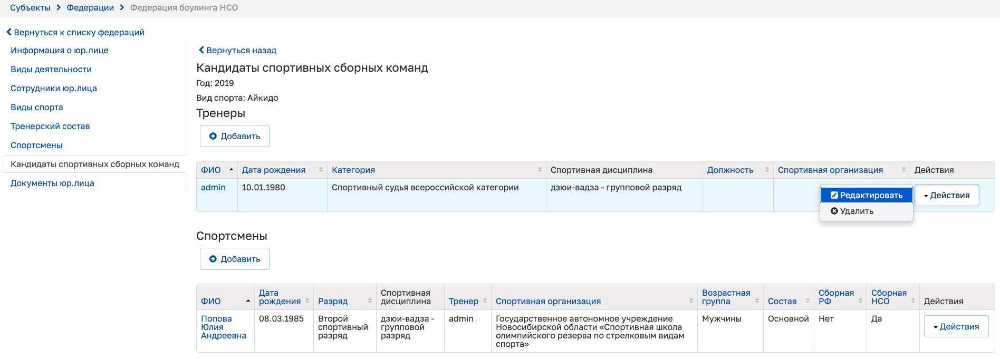 Субъекты Федерации Федерация боулинга НСО
Вернуться к списку федераций
Информация о юр.лице
Виды деятельности
Сотрудники юр.лица
Виды спорта
Тренерский состав
Спортсмены
Кандидаты спортивных сборных команд
Документы юр.лица
Вернуться назад
Кандидаты спортивных сборных команд
Год: 2019
Вид спорта: Айкидо
Тренеры
Добавить
ФИО Дата рождения Категория Спортивная дисциплина Должность Спортивная организация Действия
admin 10.01.1980 Спортивный судья всероссийской категории дзюи-вадза - групповой разряд
Редактировать
Удалить
Действия
Спортсмены
Добавить
ФИО
Дата
рождения
Разряд
Спортивная
дисциплина
Тренер
Спортивная организация
Возрастная
группа
Состав
Сборная
РФ
Сборная
НСО
Действия
Попова
Юлия
Андреевна
08.03.1985
Второй
спортивный
разряд
дзюи-вадза -
групповой
разряд
admin
Государственное автономное учреждение
Новосибирской области «Спортивная школа
олимпийского резерва по стрелковым видам
спорта»
Мужчины
Основной
Нет
Да
Действия